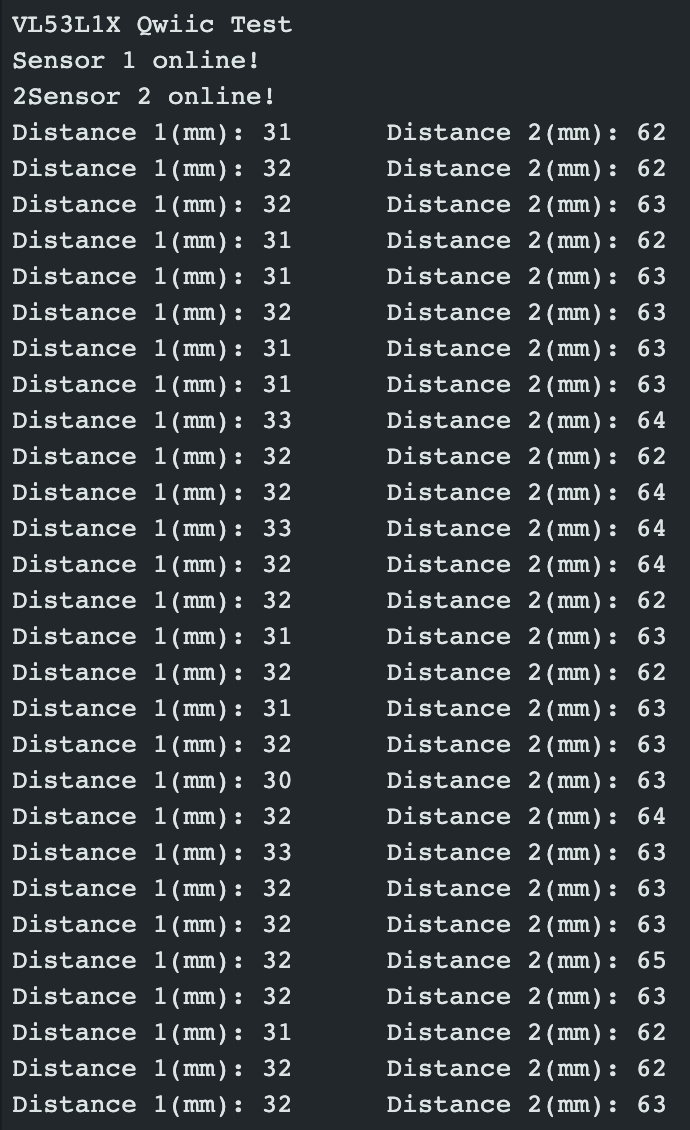 VL53L1X Qwiic Test
Sensor 1 online!
2Sensor 2 online!
Distance 1(mm): 31 Distance 2(mm): 62
Distance 1(mm): 32 Distance 2(mm): 62
Distance 1(mm): 32 Distance 2(mm): 63
Distance 1(mm): 31 Distance 2(mm): 62
Distance 1(mm): 31 Distance 2(mm): 63
Distance 1(mm): 32 Distance 2(mm): 63
Distance 1(mm): 31 Distance 2(mm): 63
Distance 1(mm): 31 Distance 2(mm): 63
Distance 1(mm): 33 Distance 2(mm): 64
Distance 1(mm): 32 Distance 2(mm): 62
Distance 1(mm): 32 Distance 2(mm): 64
Distance 1(mm): 33 Distance 2(mm): 64
Distance 1(mm): 32 Distance 2(mm): 64
Distance 1(mm): 32 Distance 2(mm): 62
Distance 1(mm): 31 Distance 2(mm): 63
Distance 1(mm): 32 Distance 2(mm): 62
Distance 1(mm): 31 Distance 2(mm): 63
Distance 1(mm): 32 Distance 2(mm): 63
Distance 1(mm): 30 Distance 2(mm): 63
Distance 1(mm): 32 Distance 2(mm): 64
Distance 1(mm): 33 Distance 2(mm): 63
Distance 1(mm): 32 Distance 2(mm): 63
Distance 1(mm): 32 Distance 2(mm): 63
Distance 1(mm): 32 Distance 2(mm): 65
Distance 1(mm): 32 Distance 2(mm): 63
Distance 1(mm): 31 Distance 2(mm): 62
Distance 1(mm): 32 Distance 2(mm): 62
Distance 1(mm): 32 Distance 2(mm): 63